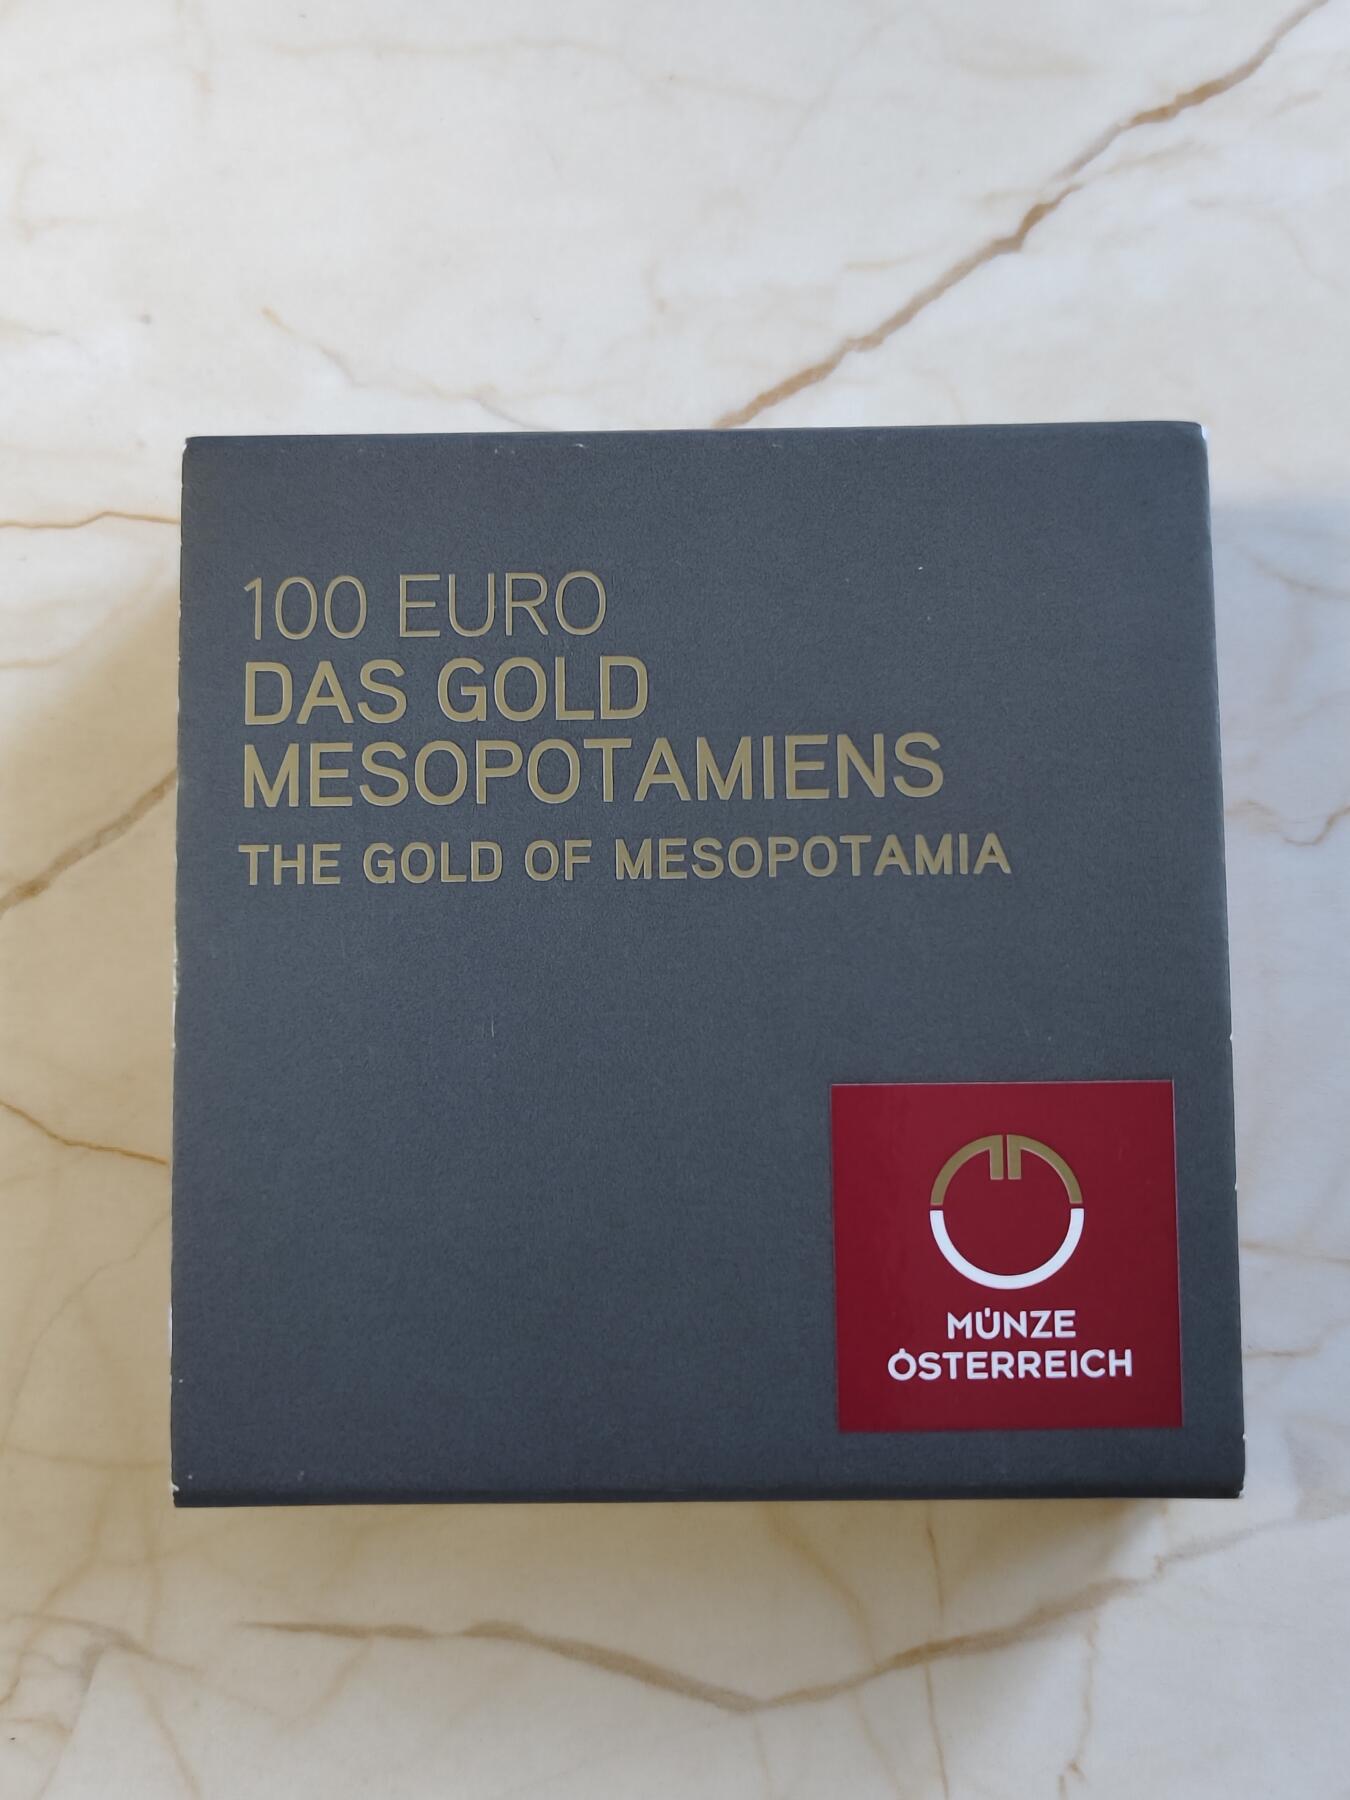 100 EURO
DAS GOLD
MESOPOTAMIENS
THE GOLD OF MESOPOTAMIA
MÜNZE
ÖSTERREICH